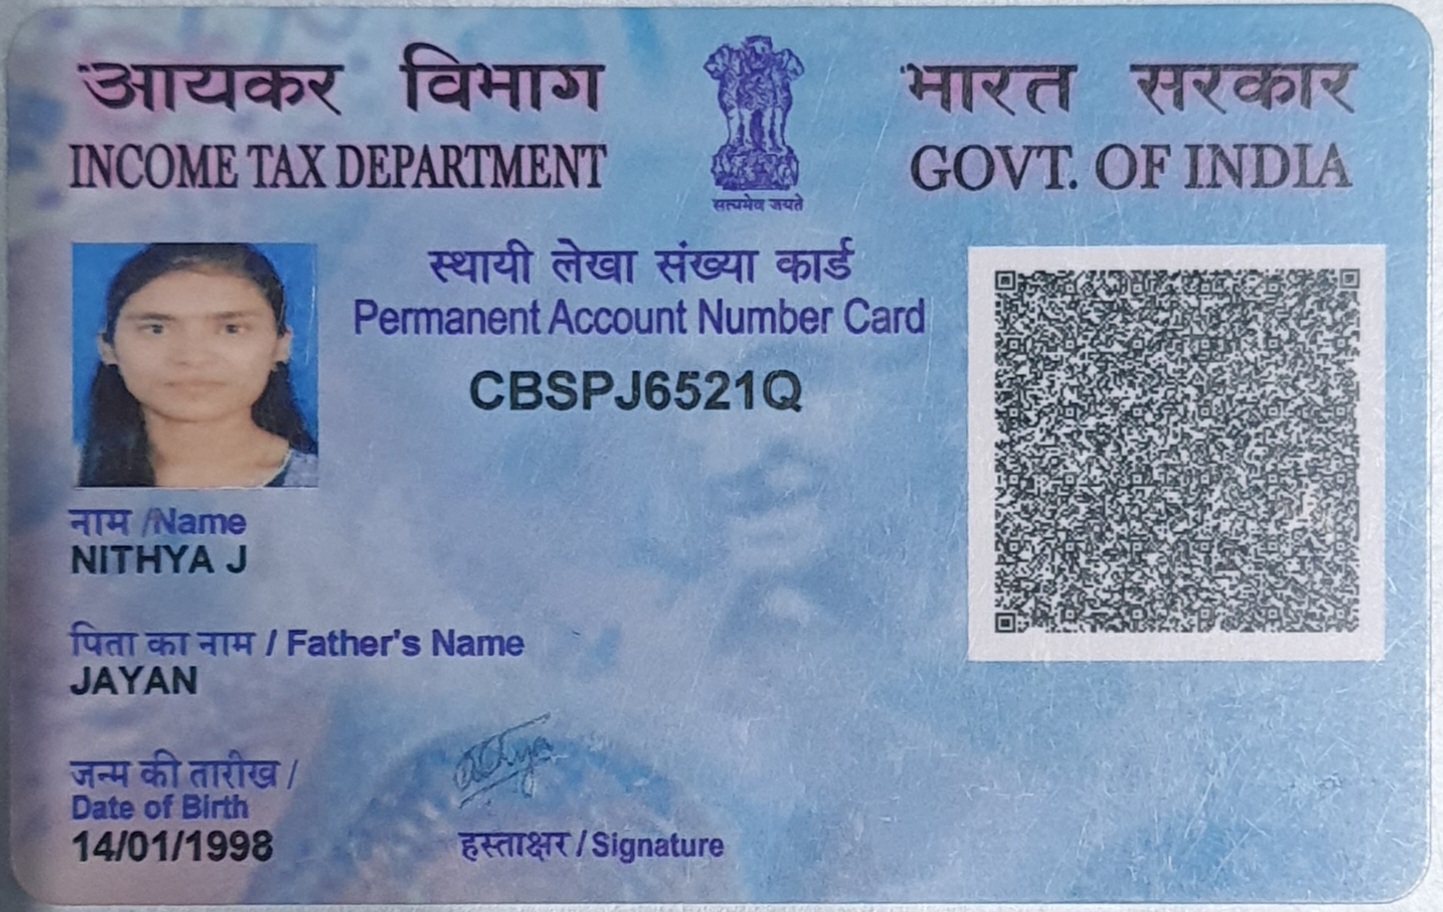 आयकर विभाग
INCOME TAX DEPARTMENT
सत्यमेव जयते
भारत सरकार
GOVT. OF INDIA
स्थायी लेखा संख्या कार्ड
Permanent Account Number Card
CBSPJ6521Q
नाम /Name
NITHYA J
पिता का नाम / Father's Name
JAYAN
जन्म की तारीख /
Date of Birth
14/01/1998
हस्ताक्षर / Signature